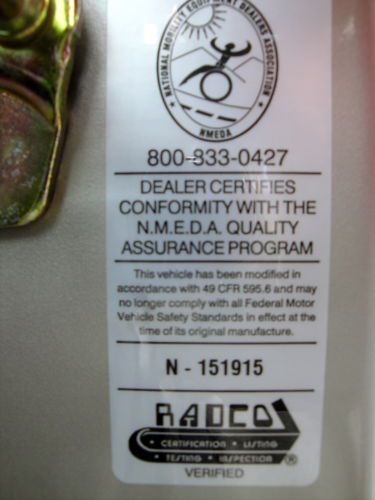 NATIONAL MOBILITY EQUIPMENT DEALERS ASSOCIATION
NMEDA
800-833-0427
DEALER CERTIFIES
CONFORMITY WITH THE
N.M.E.D.A. QUALITY
ASSURANCE PROGRAM
This vehicle has been modified in
accordance with 49 CFR 595.6 and may
no longer comply with all Federal Motor
Vehicle Safety Standards in effect at the
time of its original manufacture.
N - 151915
RADCO
• CERTIFICATION • LISTING
• TESTING • INSPECTION ®
VERIFIED